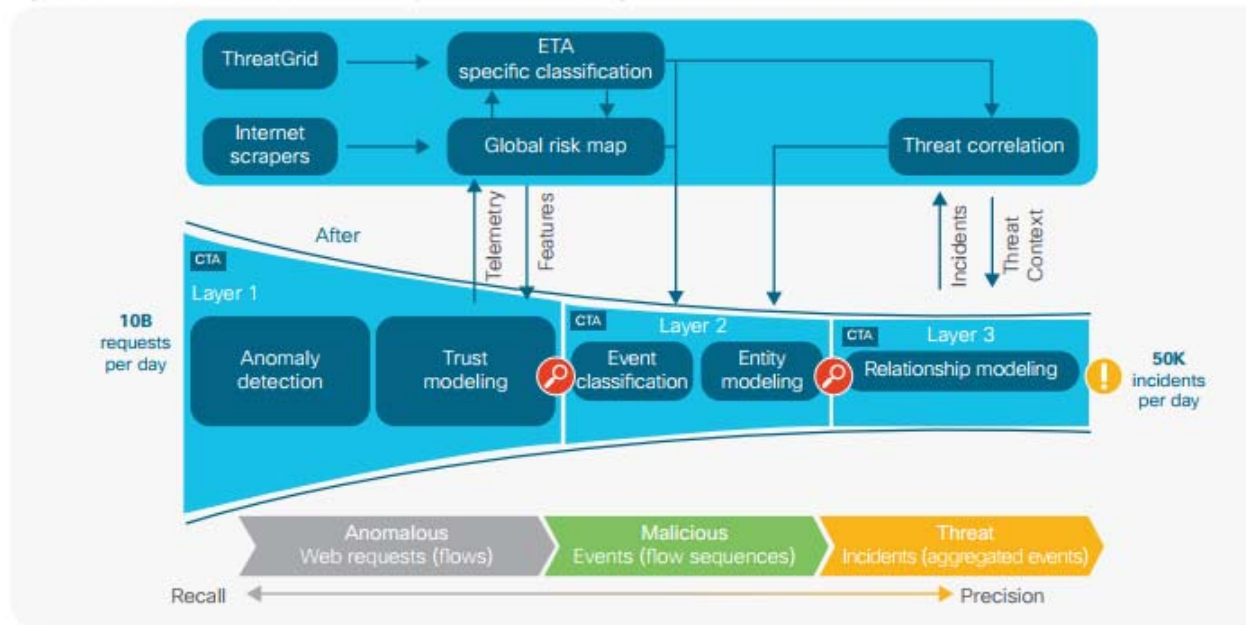 ThreatGrid
ETA
specific classification
Internet
scrapers
Global risk map
Threat correlation
After
Telemetry
Features
Incidents
Threat
Context
CTA
Layer 1
10B
requests
per day
Anomaly
detection
Trust
modeling
CTA
Layer 2
Event
classification
Entity
modeling
CTA
Layer 3
Relationship modeling
50K
incidents
per day
Anomalous
Web requests (flows)
Malicious
Events (flow sequences)
Threat
Incidents (aggregated events)
Recall
Precision